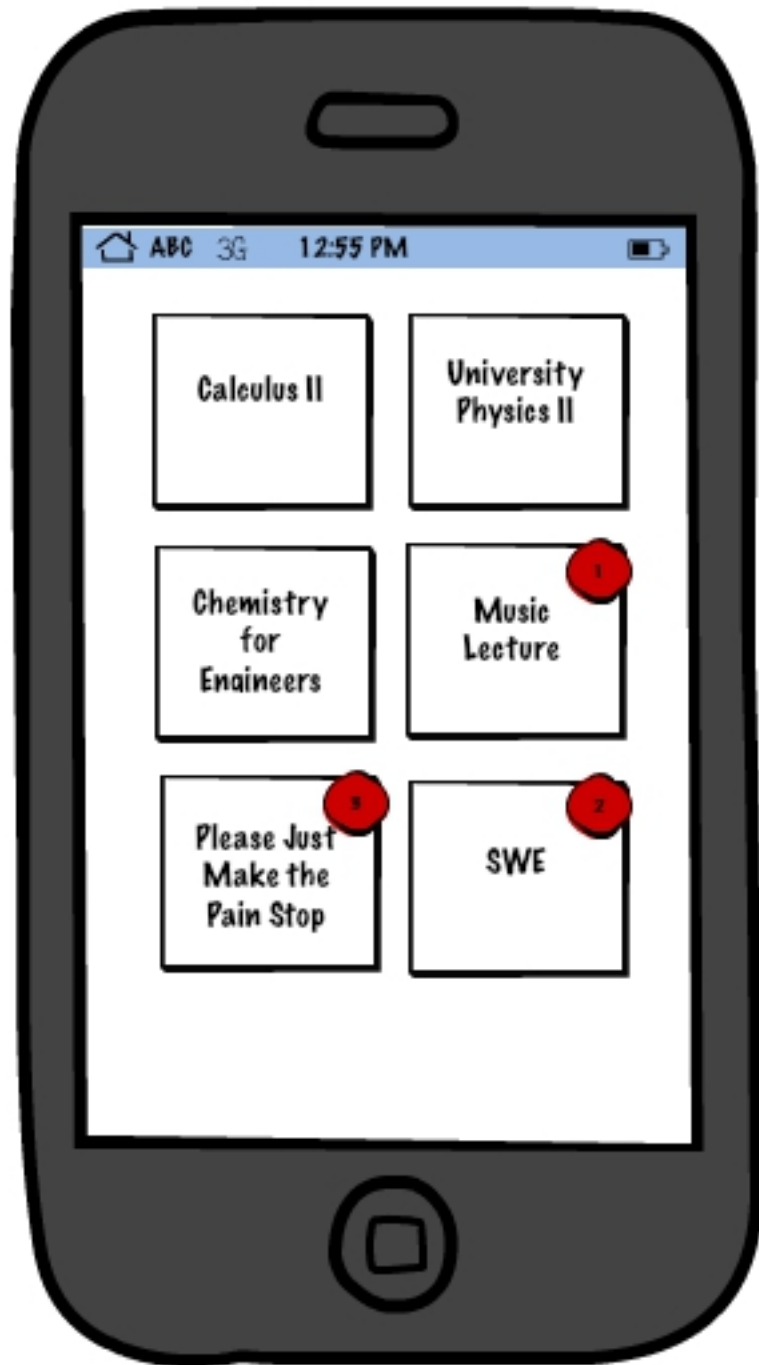 ABC 3G 12:55 PM
Calculus II
University
Physics II
Chemistry
for
Engineers
1
Music
Lecture
3
Please Just
Make the
Pain Stop
2
SWE